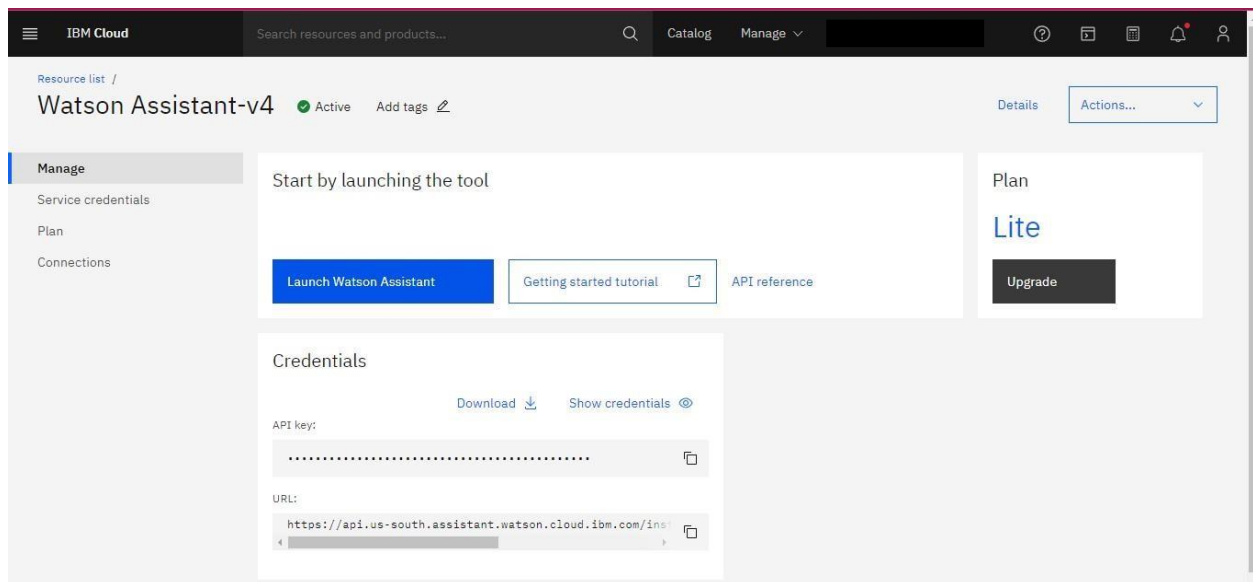 IBM Cloud
Search resources and products...
Catalog
Manage
Resource list /
Watson Assistant-v4
Active
Add tags
Details
Actions...
Manage
Service credentials
Plan
Connections
Start by launching the tool
Launch Watson Assistant
Getting started tutorial
API reference
Plan
Lite
Upgrade
Credentials
Download
Show credentials
API key:
............................................
URL:
https://api.us-south.assistant.watson.cloud.ibm.com/ins